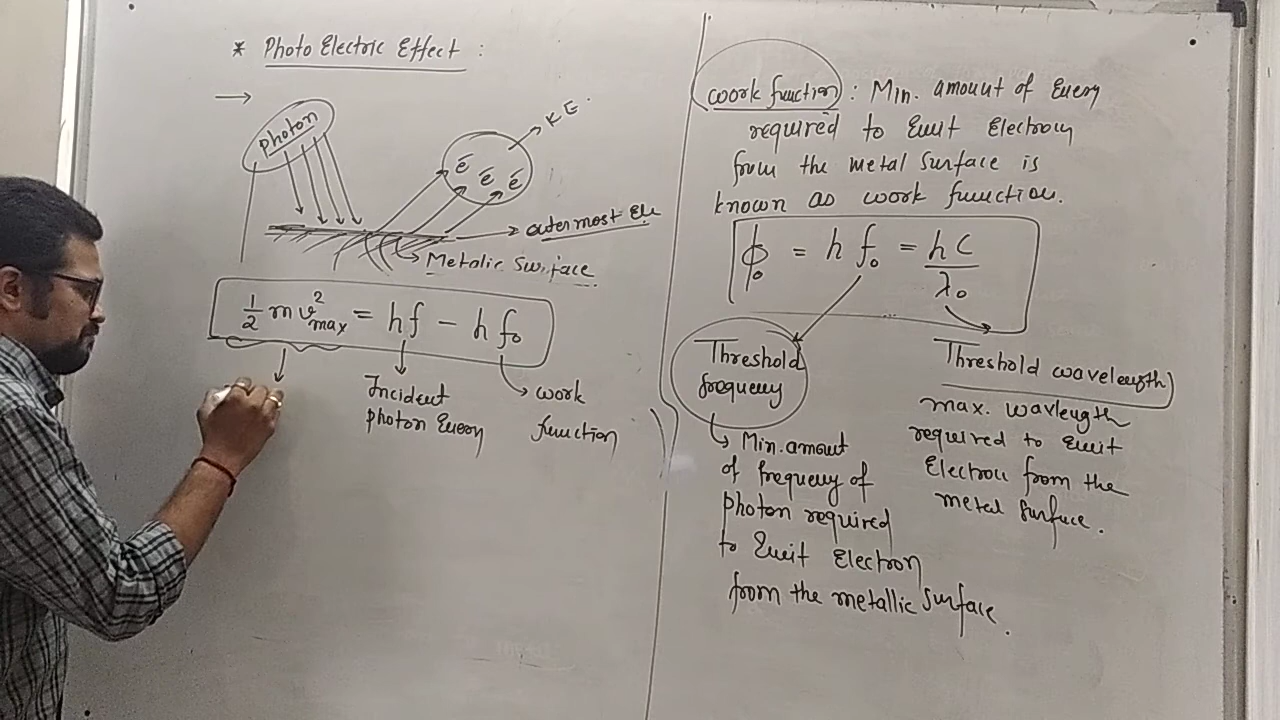 * Photo Electric Effect :
→
photon
K E .
e⁻ e⁻ e⁻
outermost Ele
Metalic Surface
½ m v²max = hf - hf₀
Incident
photon Energy
work
function
work function : Min. amount of Energy
required to Emit Electron
from the metal surface is
known as work function.
ϕ₀ = h f₀ = hC/λ₀
Threshold
frequency
Min. amount
of frequency of
photon required
to Emit Electron
from the metallic surface.
Threshold wavelength)
max. wavlength
required to Emit
Electron from the
metal surface.